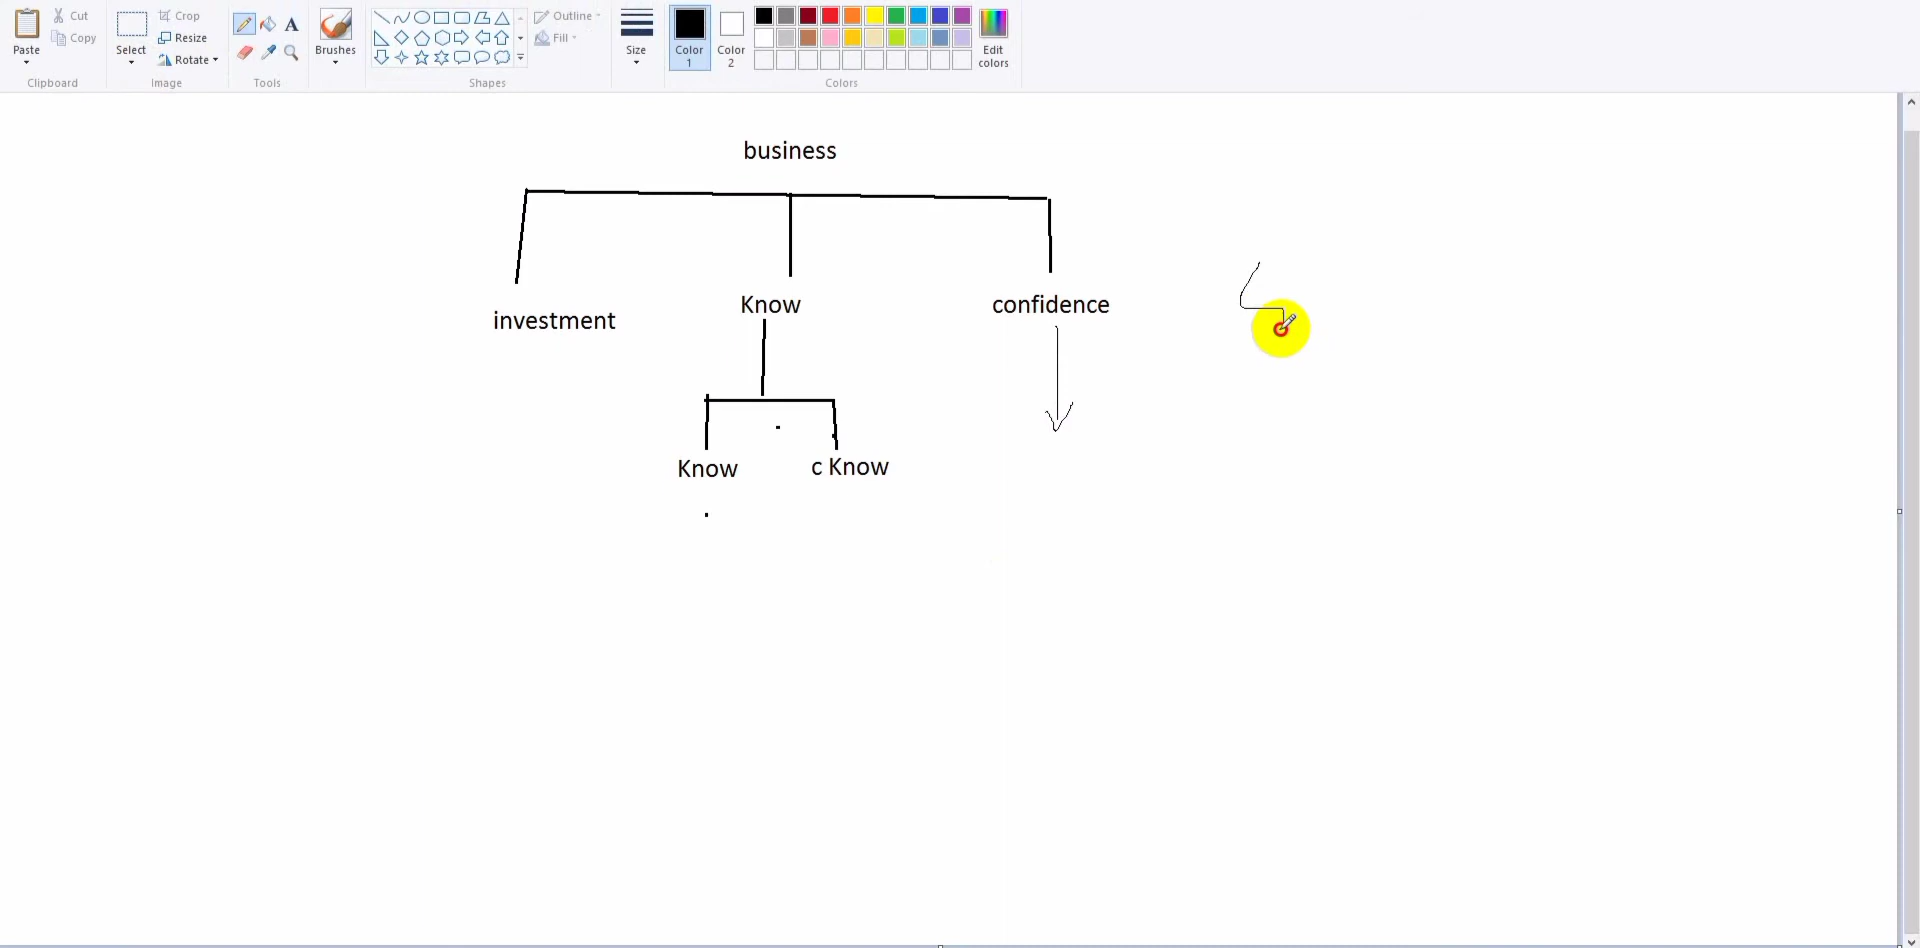 Paste
Cut
Copy
Clipboard
Select
Crop
Resize
Rotate
Image
A
Tools
Brushes
Shapes
Outline
Fill
Size
Color
1
Color
2
Edit
colors
Colors
business
investment
Know
confidence
Know
c Know